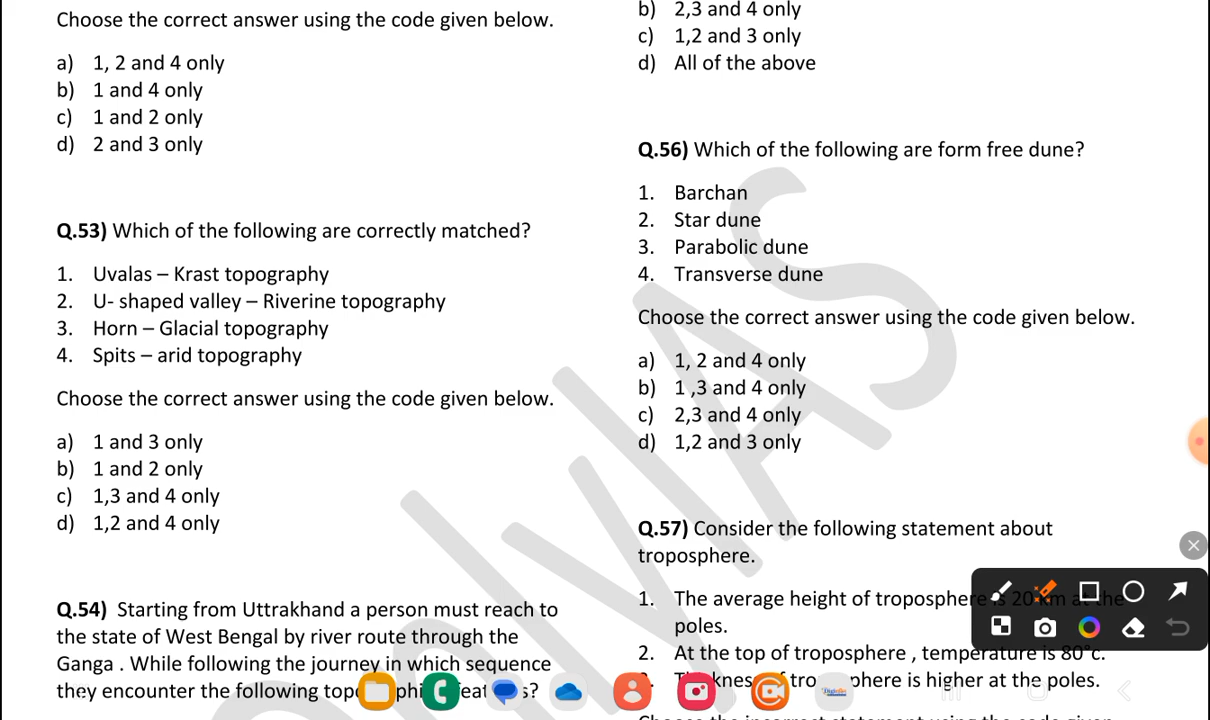 Choose the correct answer using the code given below.
a) 1, 2 and 4 only
b) 1 and 4 only
c) 1 and 2 only
d) 2 and 3 only
Q.53) Which of the following are correctly matched?
1. Uvalas – Krast topography
2. U- shaped valley – Riverine topography
3. Horn – Glacial topography
4. Spits – arid topography
Choose the correct answer using the code given below.
a) 1 and 3 only
b) 1 and 2 only
c) 1,3 and 4 only
d) 1,2 and 4 only
Q.54) Starting from Uttrakhand a person must reach to
the state of West Bengal by river route through the
Ganga . While following the journey in which sequence
they encounter the following
b) 2,3 and 4 only
c) 1,2 and 3 only
d) All of the above
Q.56) Which of the following are form free dune?
1. Barchan
2. Star dune
3. Parabolic dune
4. Transverse dune
Choose the correct answer using the code given below.
a) 1, 2 and 4 only
b) 1 ,3 and 4 only
c) 2,3 and 4 only
d) 1,2 and 3 only
Q.57) Consider the following statement about
troposphere.
1. The average height of troposphere is 20 km at the
poles.
2. At the top of troposphere , temperature is 80°c.
is higher at the poles.